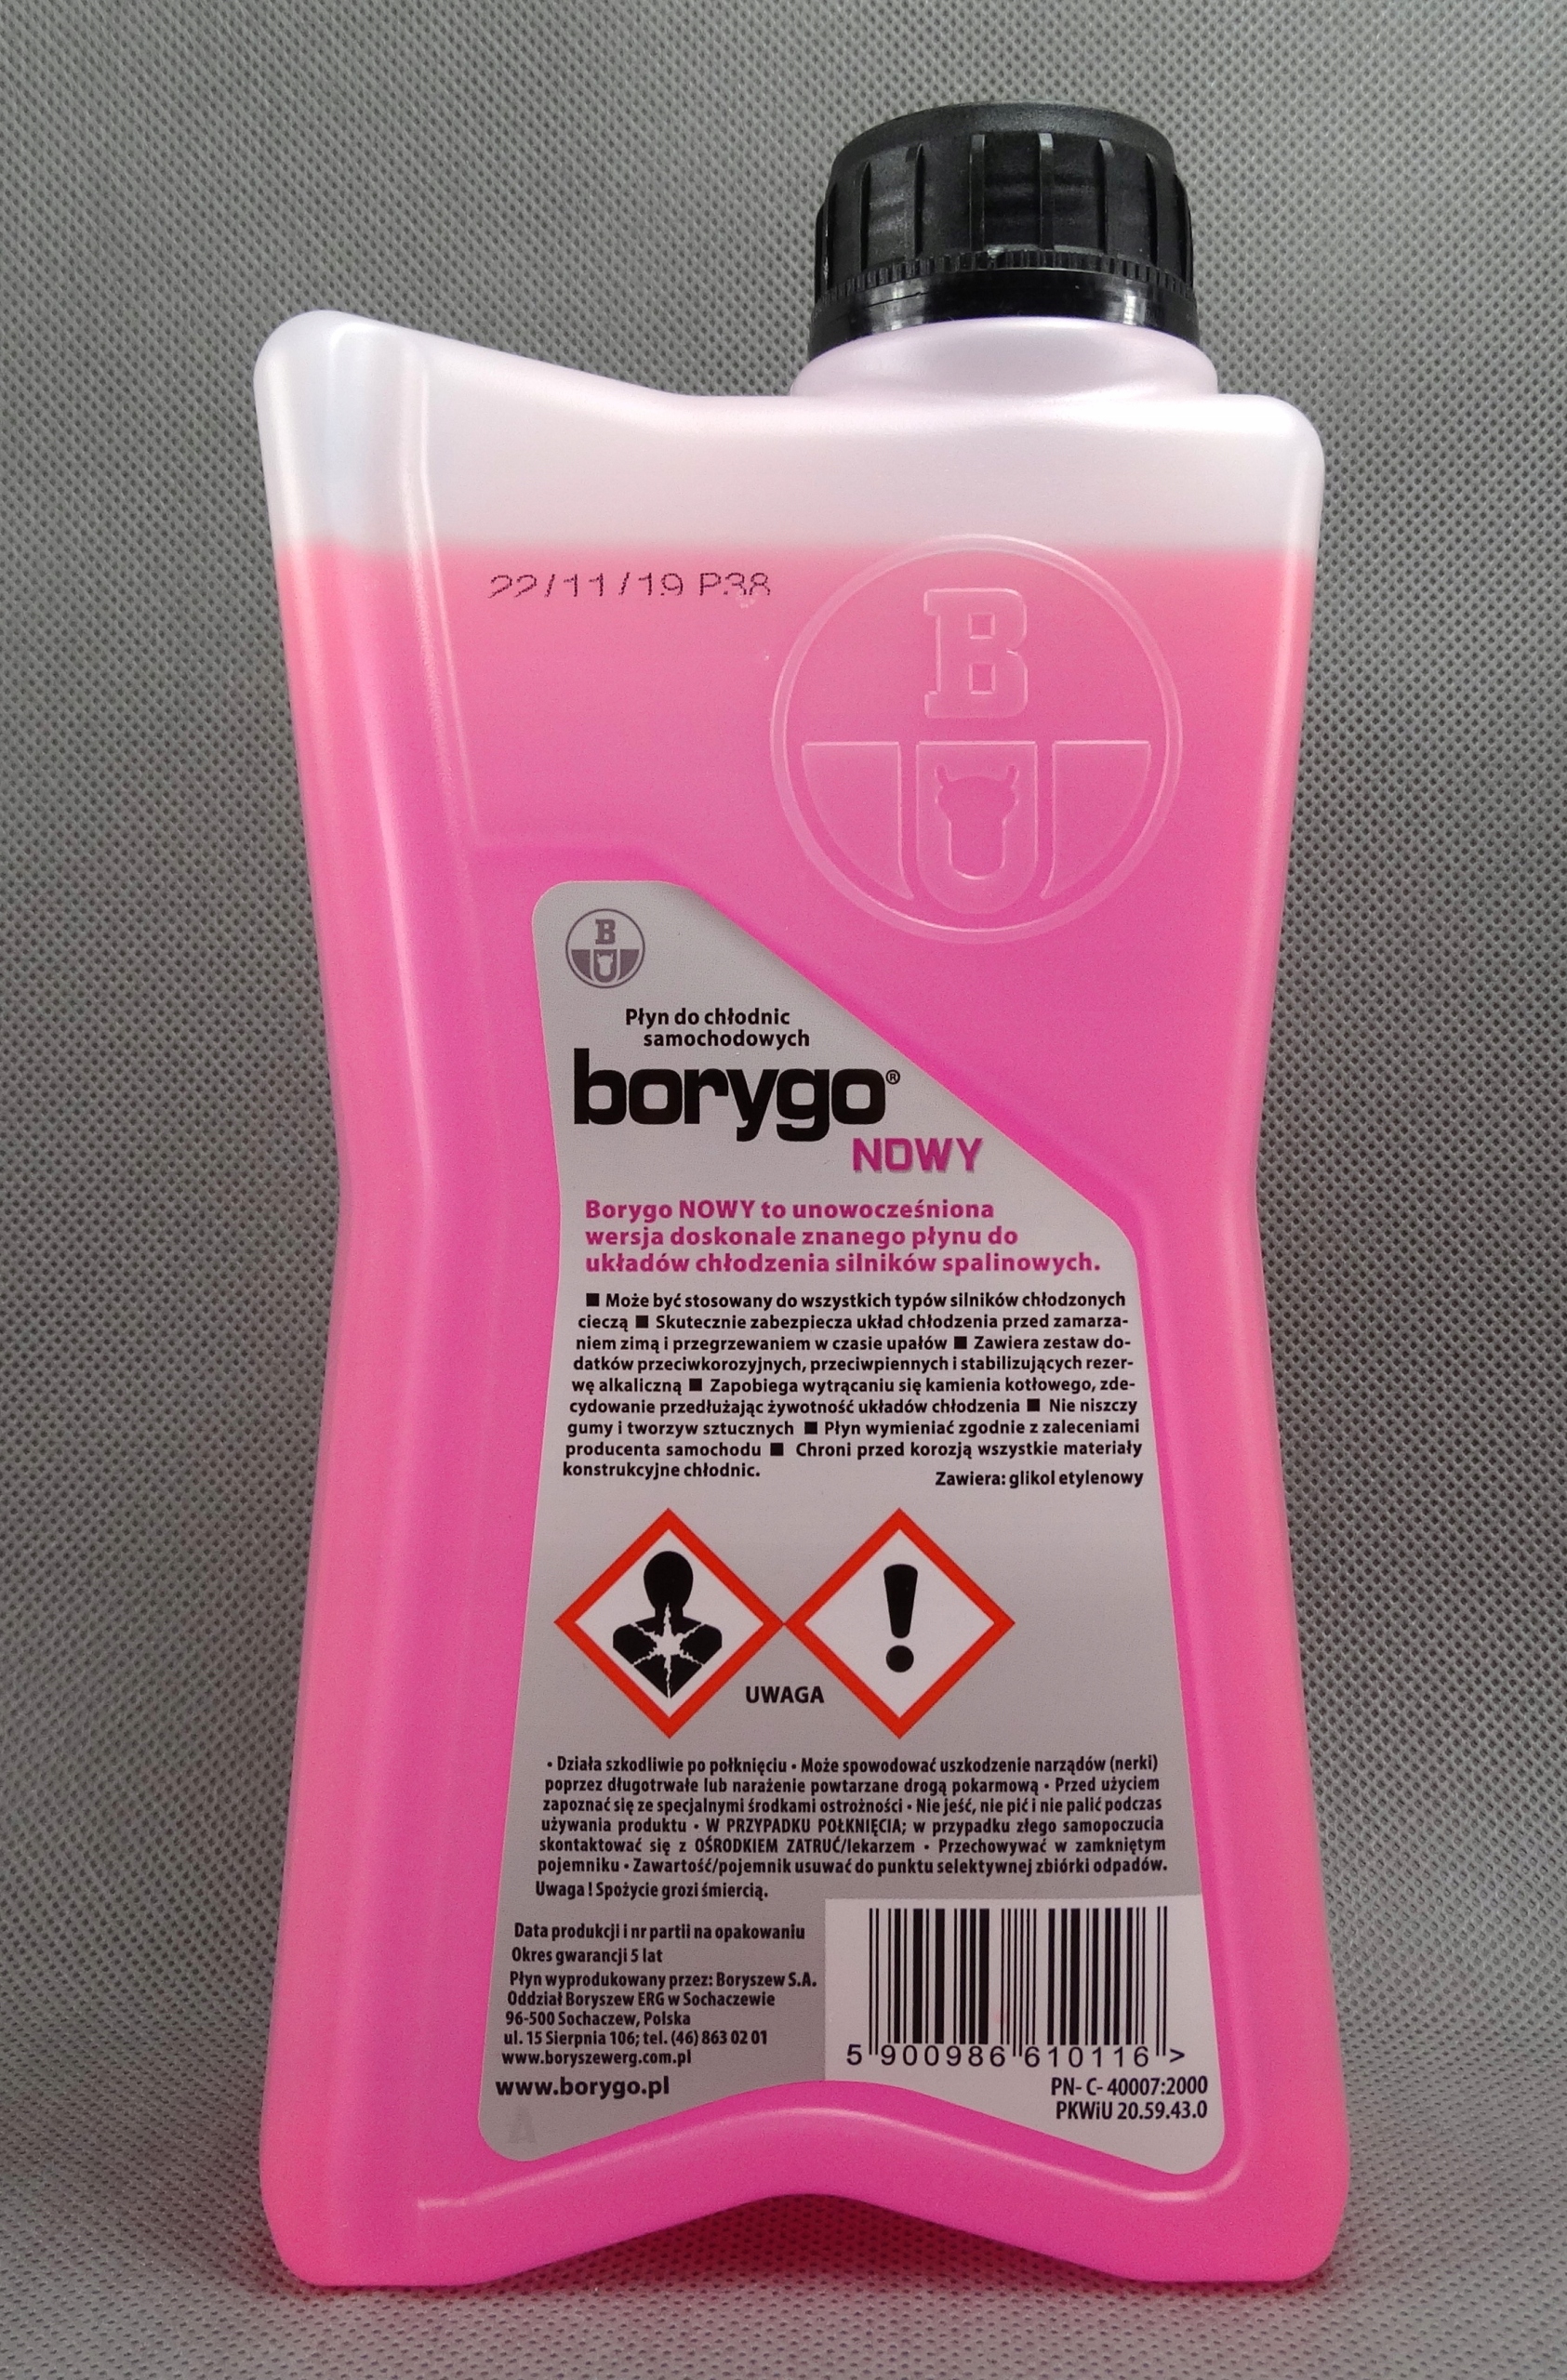 22/11/19 P38
B
B
Płyn do chłodnic
samochodowych
borygo®
NOWY
Borygo NOWY to unowocześniona
wersja doskonale znanego płynu do
układów chłodzenia silników spalinowych.
■ Może być stosowany do wszystkich typów silników chłodzonych
cieczą ■ Skutecznie zabezpiecza układ chłodzenia przed zamarza-
niem zimą i przegrzewaniem w czasie upałów ■ Zawiera zestaw do-
datków przeciwkorozyjnych, przeciwpiennych i stabilizujących rezer-
wę alkaliczną ■ Zapobiega wytrącaniu się kamienia kotłowego, zde-
cydowanie przedłużając żywotność układów chłodzenia ■ Nie niszczy
gumy i tworzyw sztucznych ■ Płyn wymieniać zgodnie z zaleceniami
producenta samochodu ■ Chroni przed korozją wszystkie materiały
konstrukcyjne chłodnic.
Zawiera: glikol etylenowy
UWAGA
• Działa szkodliwie po połknięciu • Może spowodować uszkodzenie narządów (nerki)
poprzez długotrwałe lub narażenie powtarzane drogą pokarmową • Przed użyciem
zapoznać się ze specjalnymi środkami ostrożności • Nie jeść, nie pić i nie palić podczas
używania produktu • W PRZYPADKU POŁKNIĘCIA; w przypadku złego samopoczucia
skontaktować się z OŚRODKIEM ZATRUĆ/lekarzem • Przechowywać w zamkniętym
pojemniku • Zawartość/pojemnik usuwać do punktu selektywnej zbiórki odpadów.
Uwaga ! Spożycie grozi śmiercią.
Data produkcji i nr partii na opakowaniu
Okres gwarancji 5 lat
Płyn wyprodukowany przez: Boryszew S.A.
Oddział Boryszew ERG w Sochaczewie
96-500 Sochaczew, Polska
ul. 15 Sierpnia 106; tel. (46) 863 02 01
www.boryszewerg.com.pl
www.borygo.pl
A
5 900986 610116 >
PN- C- 40007:2000
PKWiU 20.59.43.0